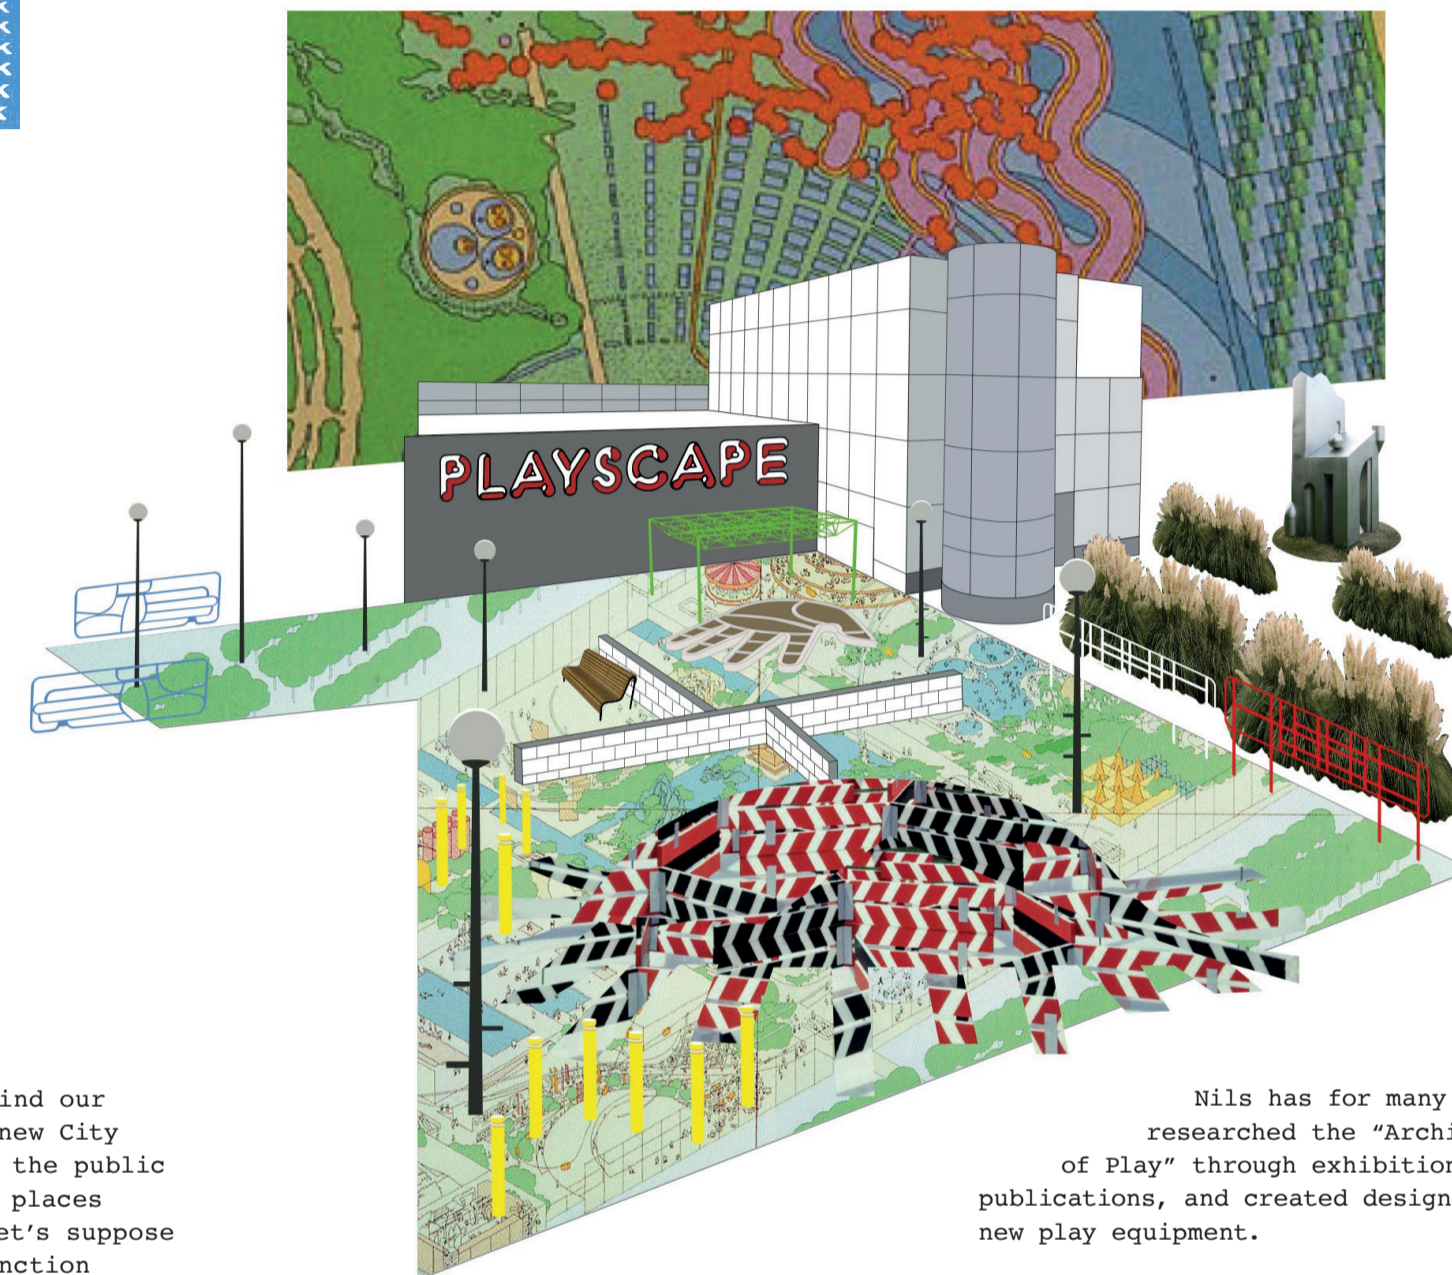 PLAYSCAPE
ind our
new City
the public
places
et's suppose
nction
Nils has for many
researched the “Archi
of Play” through exhibition
publications, and created design
new play equipment.